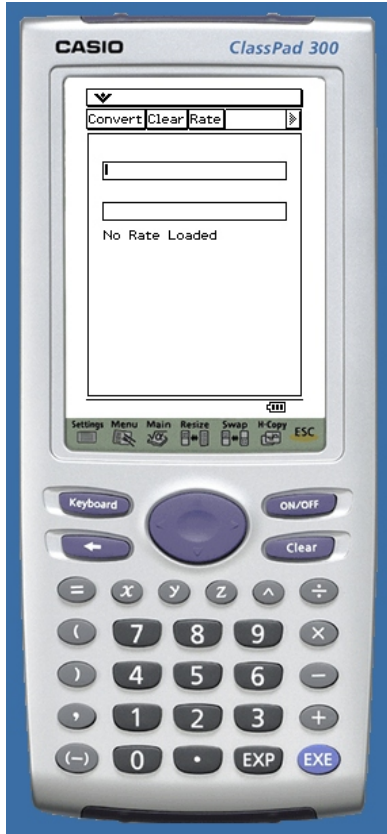 CASIO ClassPad 300
Convert Clear Rate
No Rate Loaded
Settings Menu Main Resize Swap H-Copy ESC
Keyboard ON/OFF
Clear
= x y z ^ ÷
( 7 8 9 ×
) 4 5 6 −
, 1 2 3 +
(−) 0 · EXP EXE